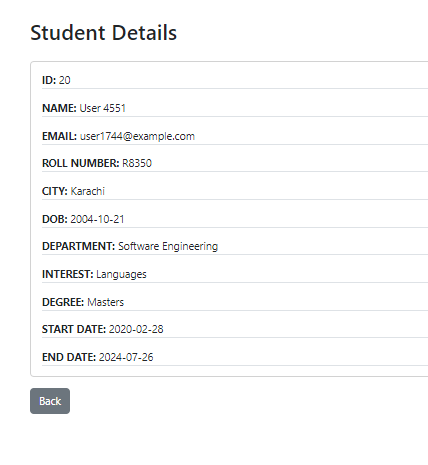 Student Details
ID: 20
NAME: User 4551
EMAIL: user1744@example.com
ROLL NUMBER: R8350
CITY: Karachi
DOB: 2004-10-21
DEPARTMENT: Software Engineering
INTEREST: Languages
DEGREE: Masters
START DATE: 2020-02-28
END DATE: 2024-07-26
Back